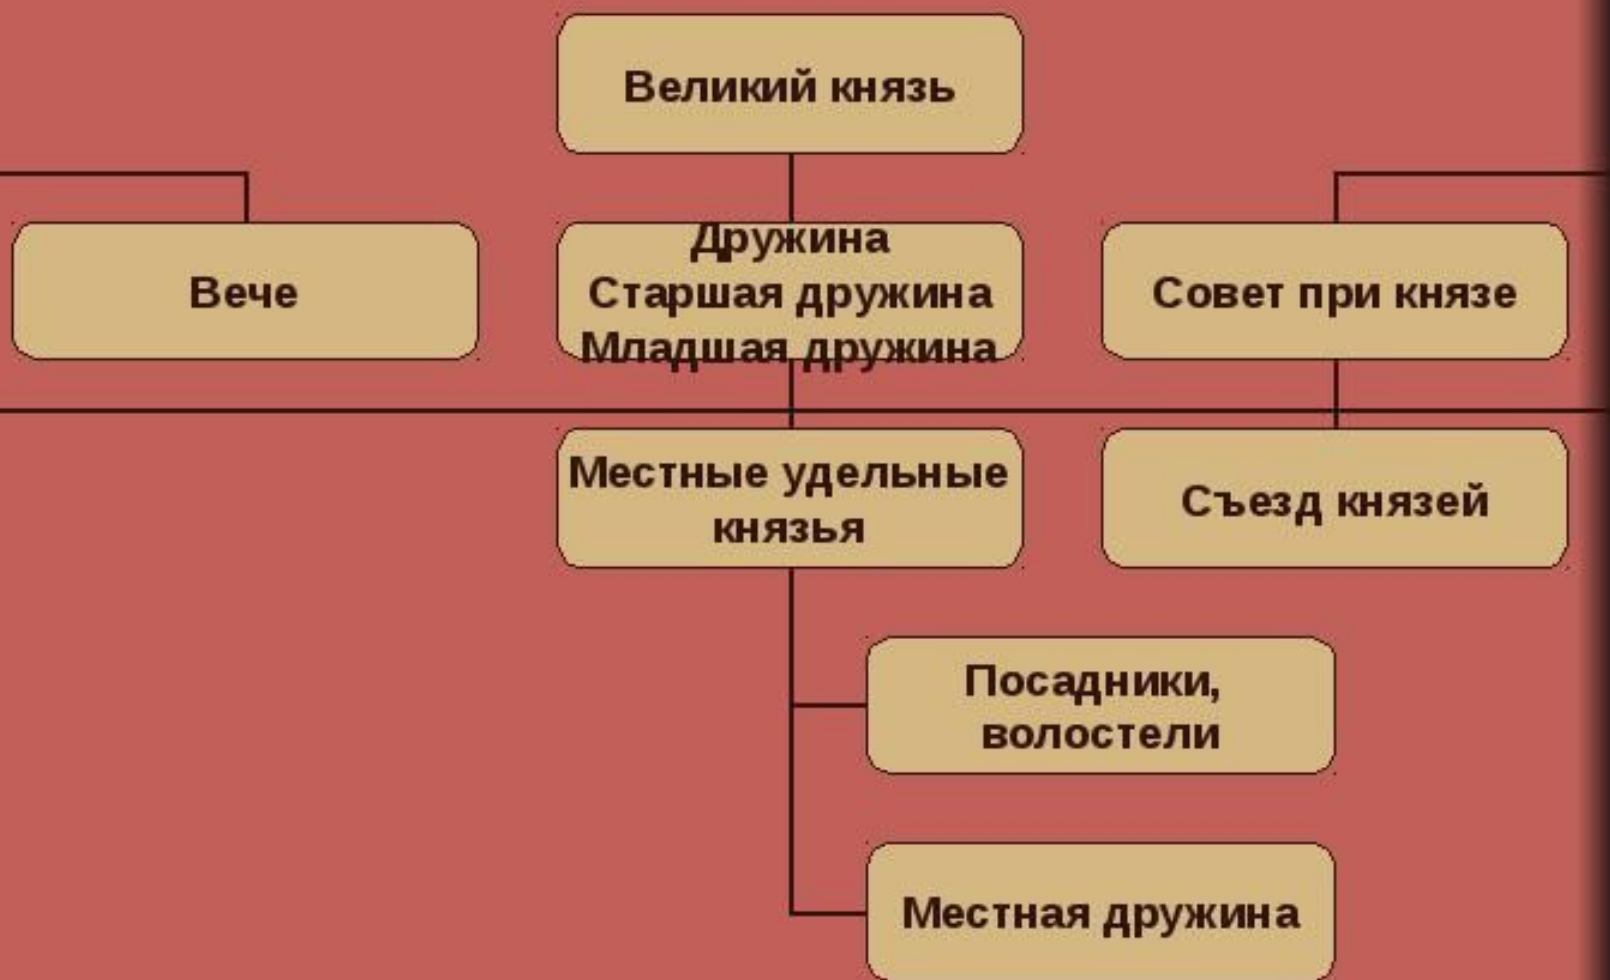 Великий князь
Вече
Дружина
Старшая дружина
Младшая дружина
Совет при князе
Местные удельные
князья
Съезд князей
Посадники,
волостели
Местная дружина